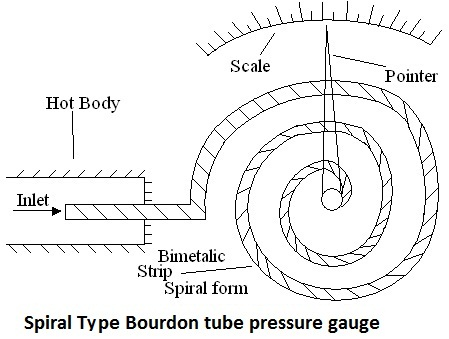 Scale
Pointer
Hot Body
Inlet
Bimetalic
Strip
Spiral form
Spiral Type Bourdon tube pressure gauge